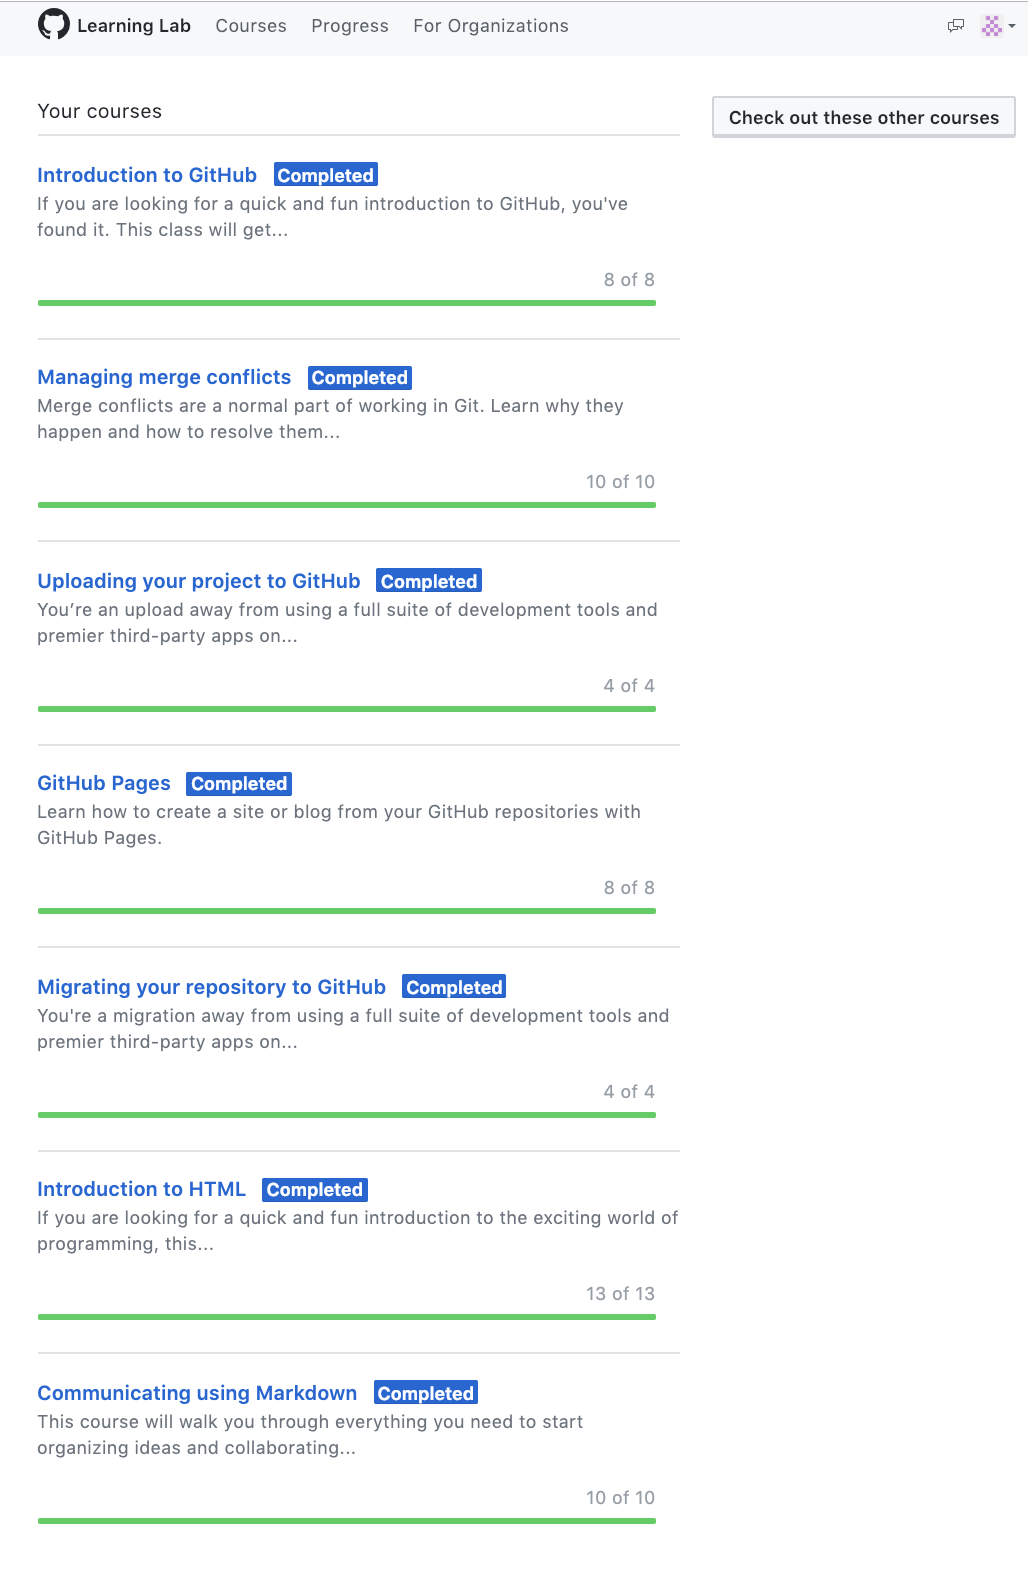 Learning Lab Courses Progress For Organizations
Your courses
Check out these other courses
Introduction to GitHub Completed
If you are looking for a quick and fun introduction to GitHub, you've
found it. This class will get...
8 of 8
Managing merge conflicts Completed
Merge conflicts are a normal part of working in Git. Learn why they
happen and how to resolve them...
10 of 10
Uploading your project to GitHub Completed
You’re an upload away from using a full suite of development tools and
premier third-party apps on...
4 of 4
GitHub Pages Completed
Learn how to create a site or blog from your GitHub repositories with
GitHub Pages.
8 of 8
Migrating your repository to GitHub Completed
You're a migration away from using a full suite of development tools and
premier third-party apps on...
4 of 4
Introduction to HTML Completed
If you are looking for a quick and fun introduction to the exciting world of
programming, this...
13 of 13
Communicating using Markdown Completed
This course will walk you through everything you need to start
organizing ideas and collaborating...
10 of 10